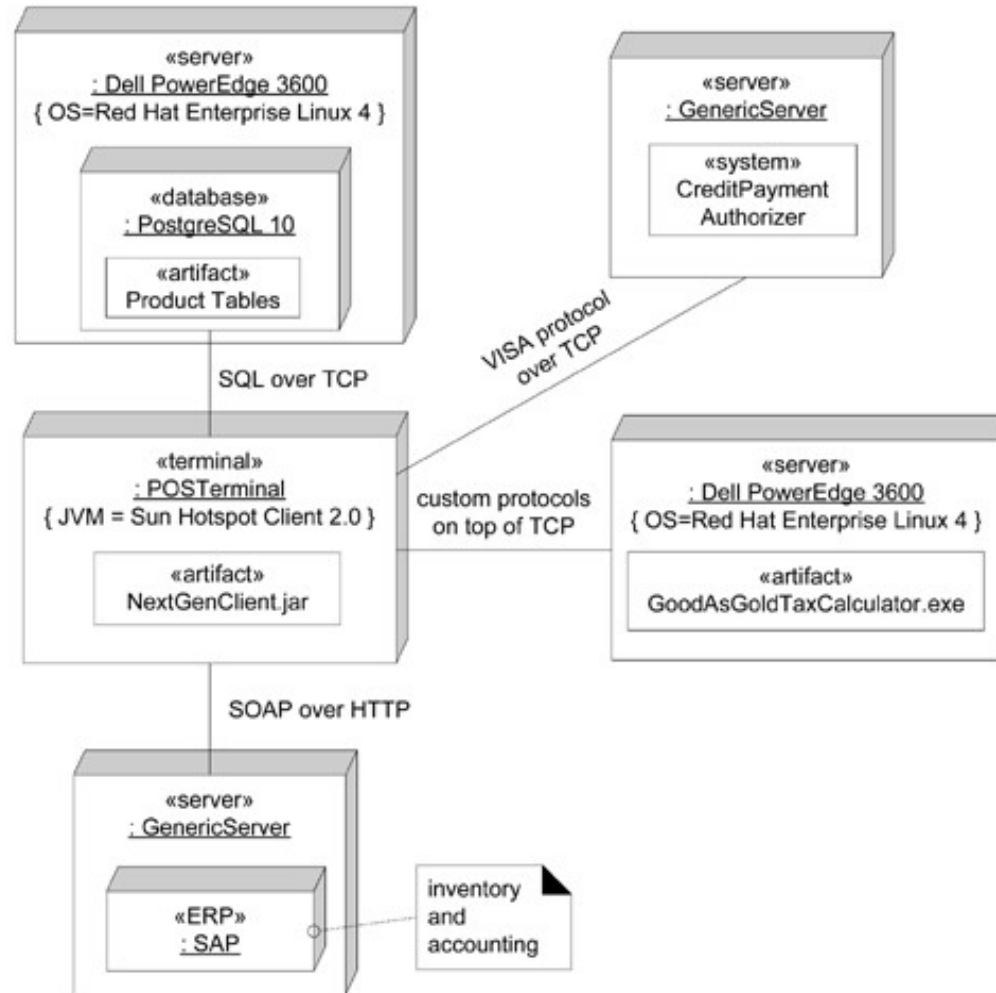 «server»
: Dell PowerEdge 3600
{ OS=Red Hat Enterprise Linux 4 }
«database»
: PostgreSQL 10
«artifact»
Product Tables
«server»
: GenericServer
«system»
CreditPayment
Authorizer
SQL over TCP
VISA protocol
over TCP
«terminal»
: POSTerminal
{ JVM = Sun Hotspot Client 2.0 }
«artifact»
NextGenClient.jar
custom protocols
on top of TCP
«server»
: Dell PowerEdge 3600
{ OS=Red Hat Enterprise Linux 4 }
«artifact»
GoodAsGoldTaxCalculator.exe
SOAP over HTTP
«server»
: GenericServer
«ERP»
: SAP
inventory
and
accounting